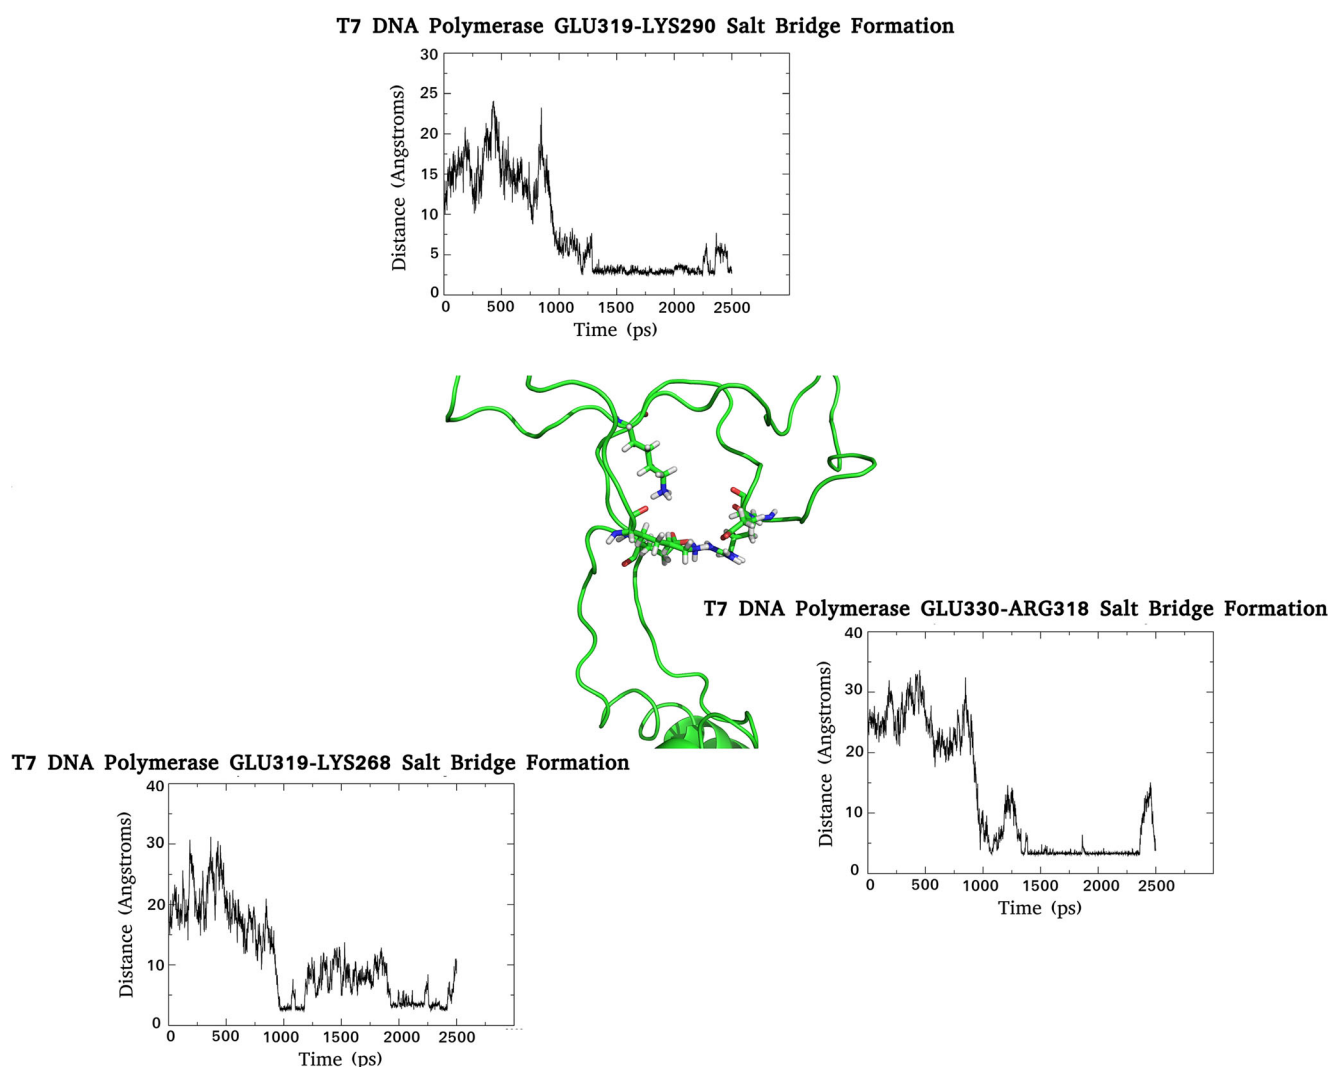 T7 DNA Polymerase GLU319-LYS290 Salt Bridge Formation
30
25
20
15
10
5
0
Distance (Angstroms)
0 500 1000 1500 2000 2500
Time (ps)
T7 DNA Polymerase GLU330-ARG318 Salt Bridge Formation
40
30
20
10
0
Distance (Angstroms)
0 500 1000 1500 2000 2500
Time (ps)
T7 DNA Polymerase GLU319-LYS268 Salt Bridge Formation
40
30
20
10
0
Distance (Angstroms)
0 500 1000 1500 2000 2500
Time (ps)